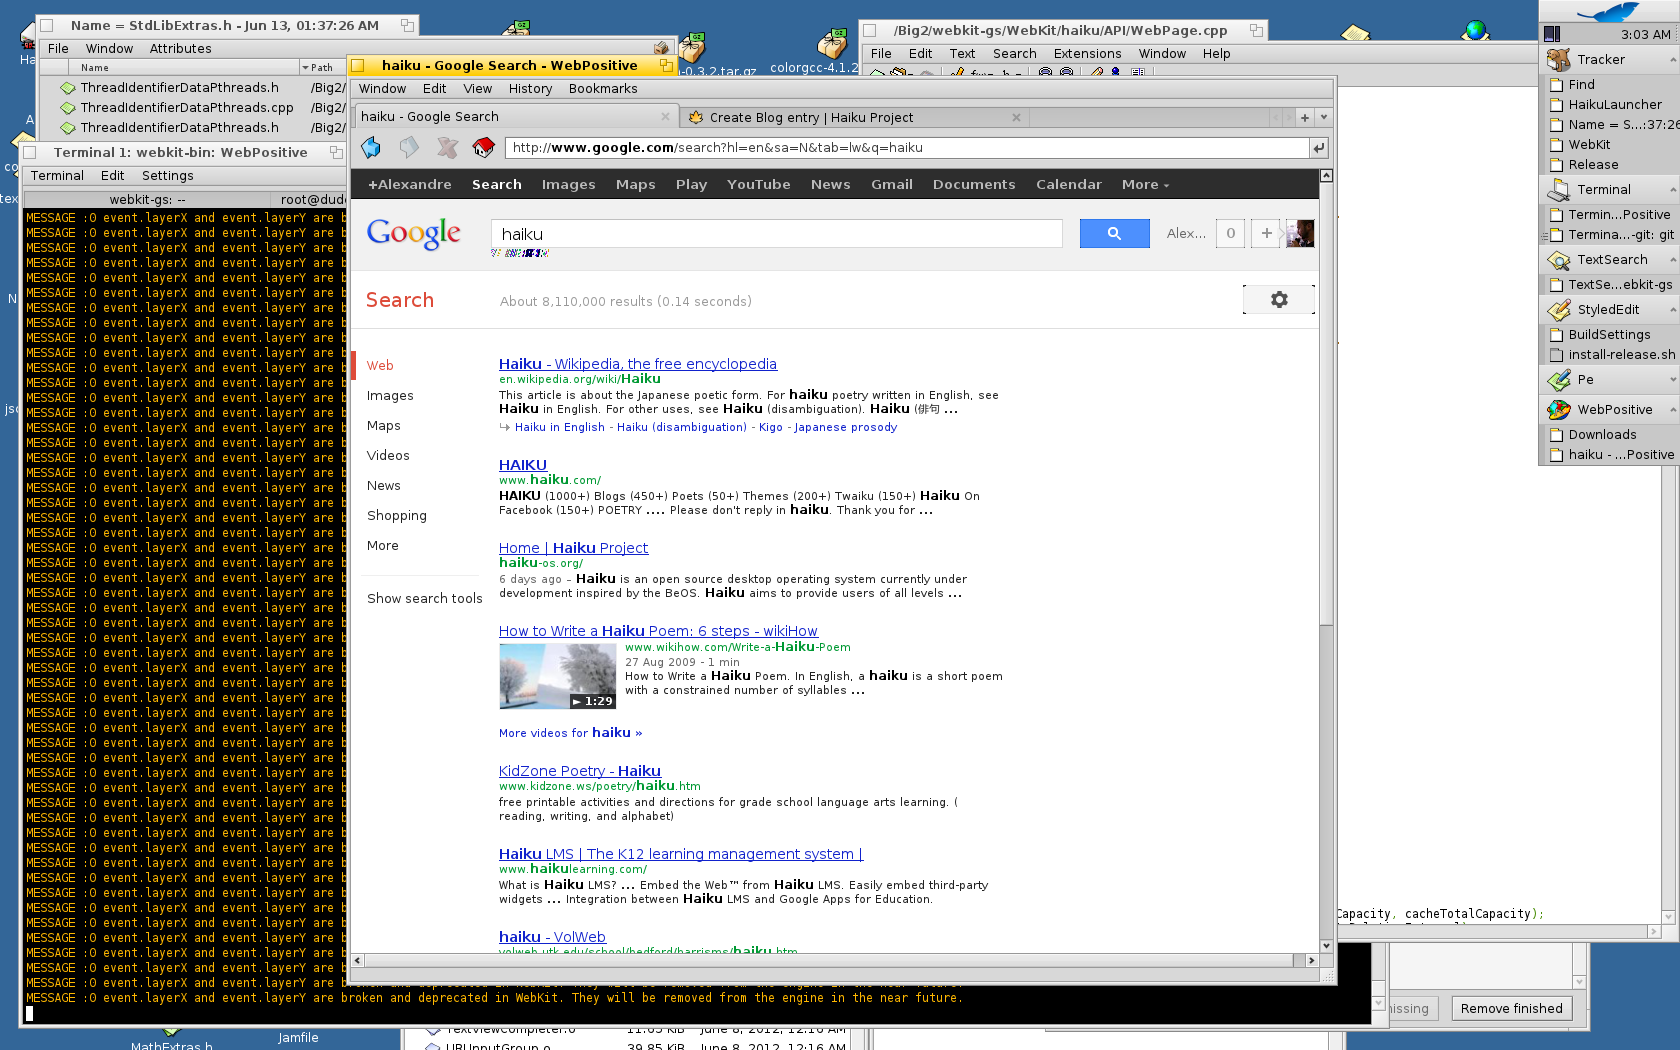 Name = StdLibExtras.h - Jun 13, 01:37:26 AM
File Window Attributes
Name Path
ThreadIdentifierDataPthreads.h /Big2/
ThreadIdentifierDataPthreads.cpp /Big2/
ThreadIdentifierDataPthreads.h /Big2/
-0.3.2.tar.gz
colorgcc-4.1.2
/Big2/webkit-gs/WebKit/haiku/API/WebPage.cpp
File Edit Text Search Extensions Window Help
Terminal 1: webkit-bin: WebPositive
Terminal Edit Settings
webkit-gs: -- root@dud
MESSAGE :0 event.layerX and event.layerY are b
MESSAGE :0 event.layerX and event.layerY are broken and deprecated in WebKit. They will be removed from the engine in the near future.
haiku - Google Search - WebPositive
Window Edit View History Bookmarks
haiku - Google Search
Create Blog entry | Haiku Project
http://www.google.com/search?hl=en&sa=N&tab=lw&q=haiku
+Alexandre Search Images Maps Play YouTube News Gmail Documents Calendar More
Google
haiku
Alex... 0 +
Search
About 8,110,000 results (0.14 seconds)
Web
Images
Maps
Videos
News
Shopping
More
Show search tools
Haiku - Wikipedia, the free encyclopedia
en.wikipedia.org/wiki/Haiku
This article is about the Japanese poetic form. For haiku poetry written in English, see
Haiku in English. For other uses, see Haiku (disambiguation). Haiku (俳句 ...
Haiku in English - Haiku (disambiguation) - Kigo - Japanese prosody
HAIKU
www.haiku.com/
HAIKU (1000+) Blogs (450+) Poets (50+) Themes (200+) Twaiku (150+) Haiku On
Facebook (150+) POETRY .... Please don't reply in haiku. Thank you for ...
Home | Haiku Project
haiku-os.org/
6 days ago – Haiku is an open source desktop operating system currently under
development inspired by the BeOS. Haiku aims to provide users of all levels ...
How to Write a Haiku Poem: 6 steps - wikiHow
www.wikihow.com/Write-a-Haiku-Poem
27 Aug 2009 - 1 min
How to Write a Haiku Poem. In English, a haiku is a short poem
with a constrained number of syllables ...
► 1:29
More videos for haiku »
KidZone Poetry - Haiku
www.kidzone.ws/poetry/haiku.htm
free printable activities and directions for grade school language arts learning. (
reading, writing, and alphabet)
Haiku LMS | The K12 learning management system |
www.haikulearning.com/
What is Haiku LMS? ... Embed the Web™ from Haiku LMS. Easily embed third-party
widgets ... Integration between Haiku LMS and Google Apps for Education.
haiku - VolWeb
volweb.utk.edu/school/bedford/harrisms/haiku.htm
3:03 AM
Tracker
Find
HaikuLauncher
Name = S...:37:26
WebKit
Release
Terminal
Termin...Positive
Termina...-git: git
TextSearch
TextSe...ebkit-gs
StyledEdit
BuildSettings
install-release.sh
Pe
WebPositive
Downloads
haiku - ...Positive
Capacity, cacheTotalCapacity);
issing
Remove finished
MathExtras.h
Jamfile
TextViewCompleter.o 11.65 KiB June 8, 2012, 12:16 AM
URLInputGroup.o 39.85 KiB June 8, 2012, 12:16 AM